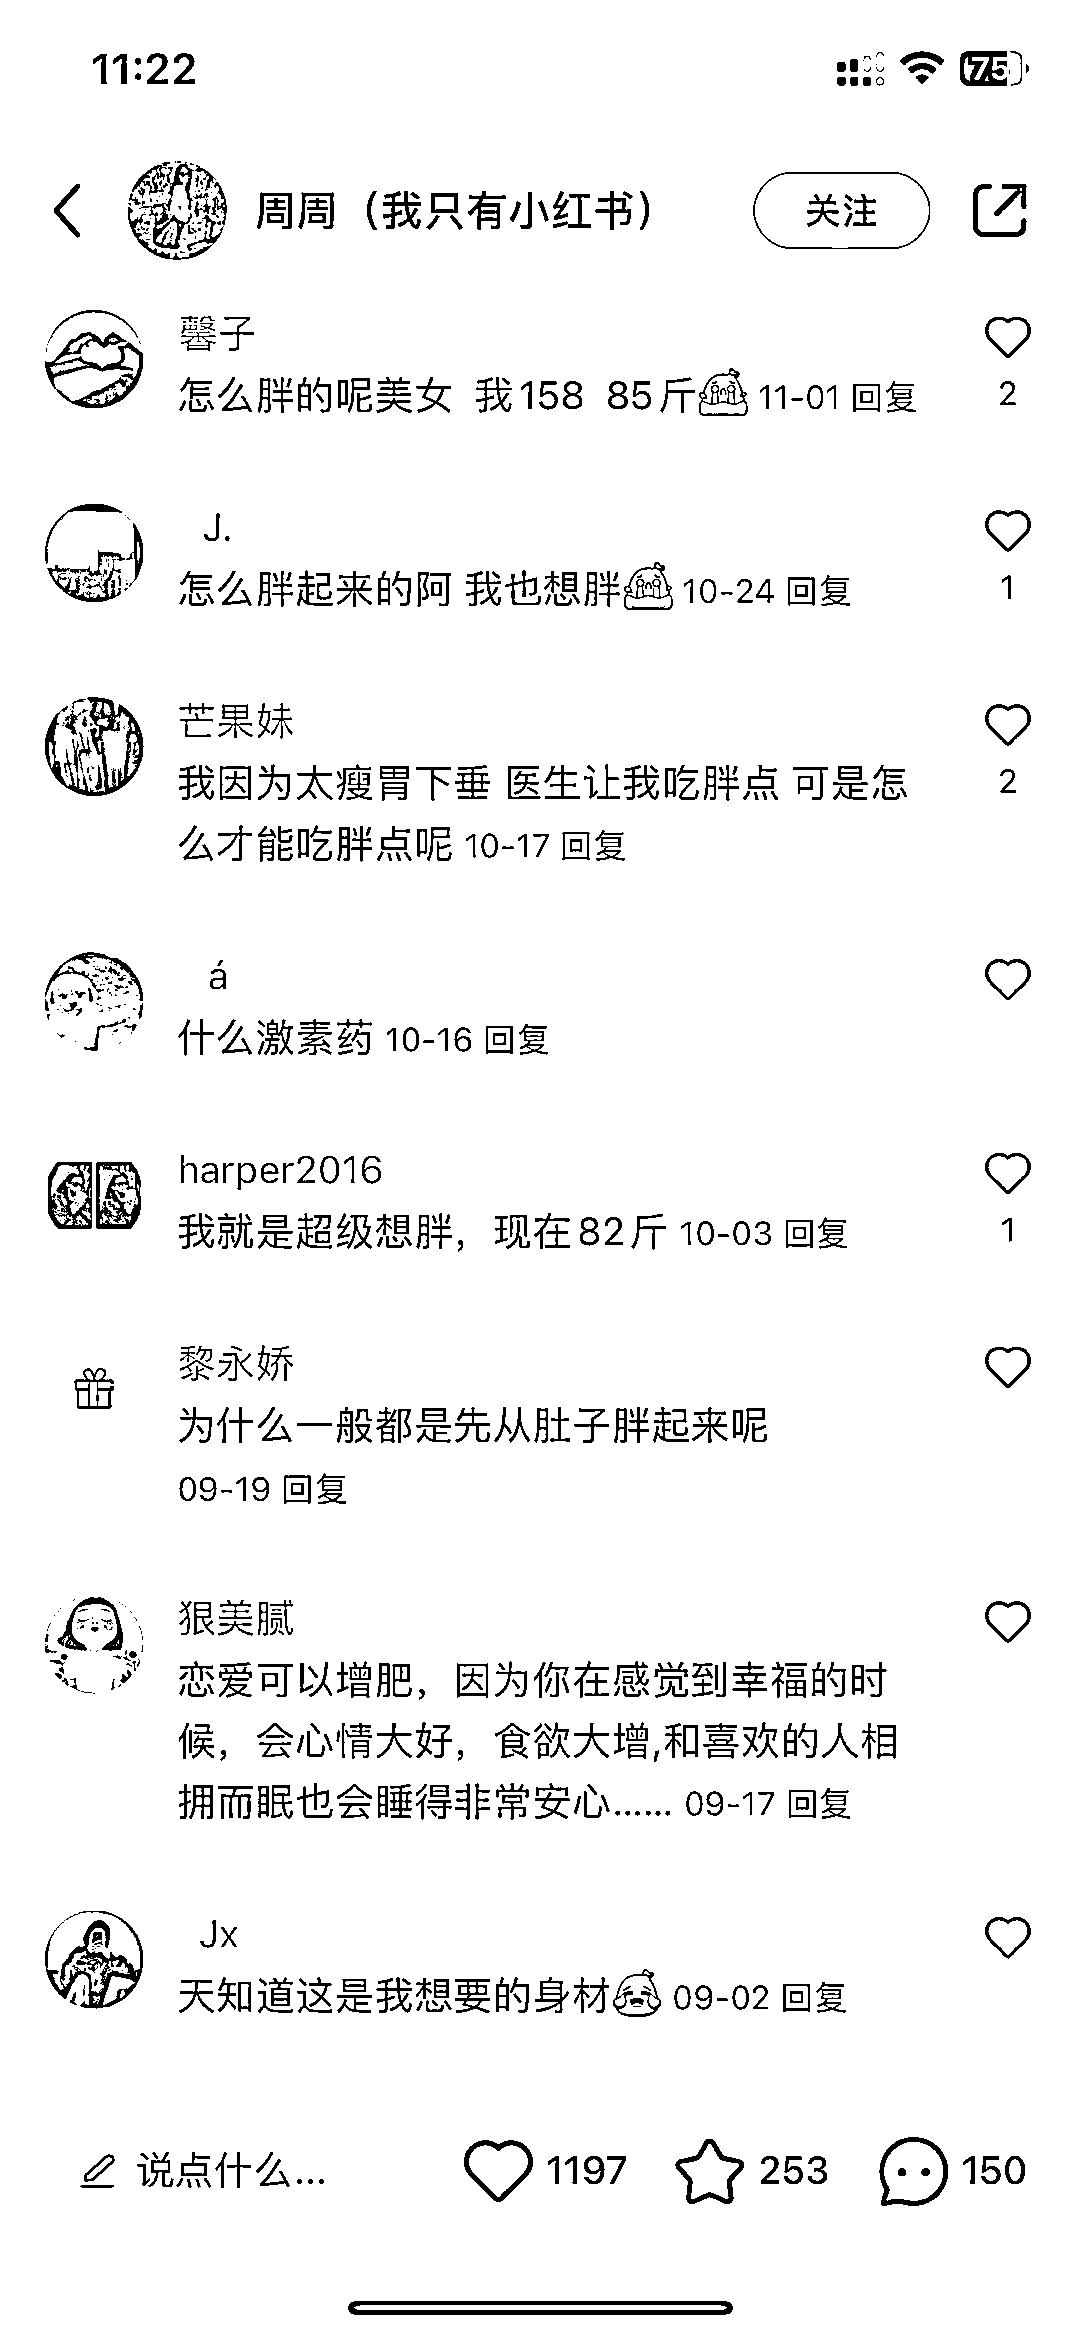 11:22
75
周周（我只有小红书）
关注
馨子
怎么胖的呢美女 我158 85斤 11-01 回复
2
J.
怎么胖起来的阿 我也想胖 10-24 回复
1
芒果妹
我因为太瘦胃下垂 医生让我吃胖点 可是怎
2
么才能吃胖点呢 10-17 回复
á
什么激素药 10-16 回复
harper2016
我就是超级想胖，现在82斤 10-03 回复
1
黎永娇
为什么一般都是先从肚子胖起来呢
09-19 回复
狠美腻
恋爱可以增肥，因为你在感觉到幸福的时
候，会心情大好，食欲大增,和喜欢的人相
拥而眠也会睡得非常安心…… 09-17 回复
Jx
天知道这是我想要的身材 09-02 回复
说点什么...
1197
253
150